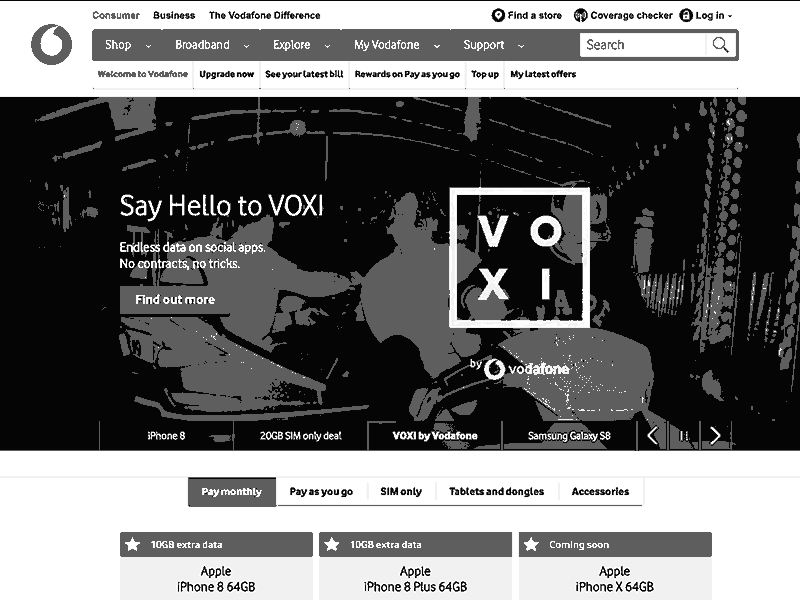 Consumer Business The Vodafone Difference Find a store Coverage checker Log in
Shop Broadband Explore My Vodafone Support Search
Welcome to Vodafone Upgrade now See your latest bill Rewards on Pay as you go Top up My latest offers
Say Hello to VOXI
Endless data on social apps.
No contracts, no tricks.
Find out more
V O
X I
by vodafone
iPhone 8 20GB SIM only deal VOXI by Vodafone Samsung Galaxy S8
Pay monthly Pay as you go SIM only Tablets and dongles Accessories
10GB extra data 10GB extra data Coming soon
Apple Apple Apple
iPhone 8 64GB iPhone 8 Plus 64GB iPhone X 64GB